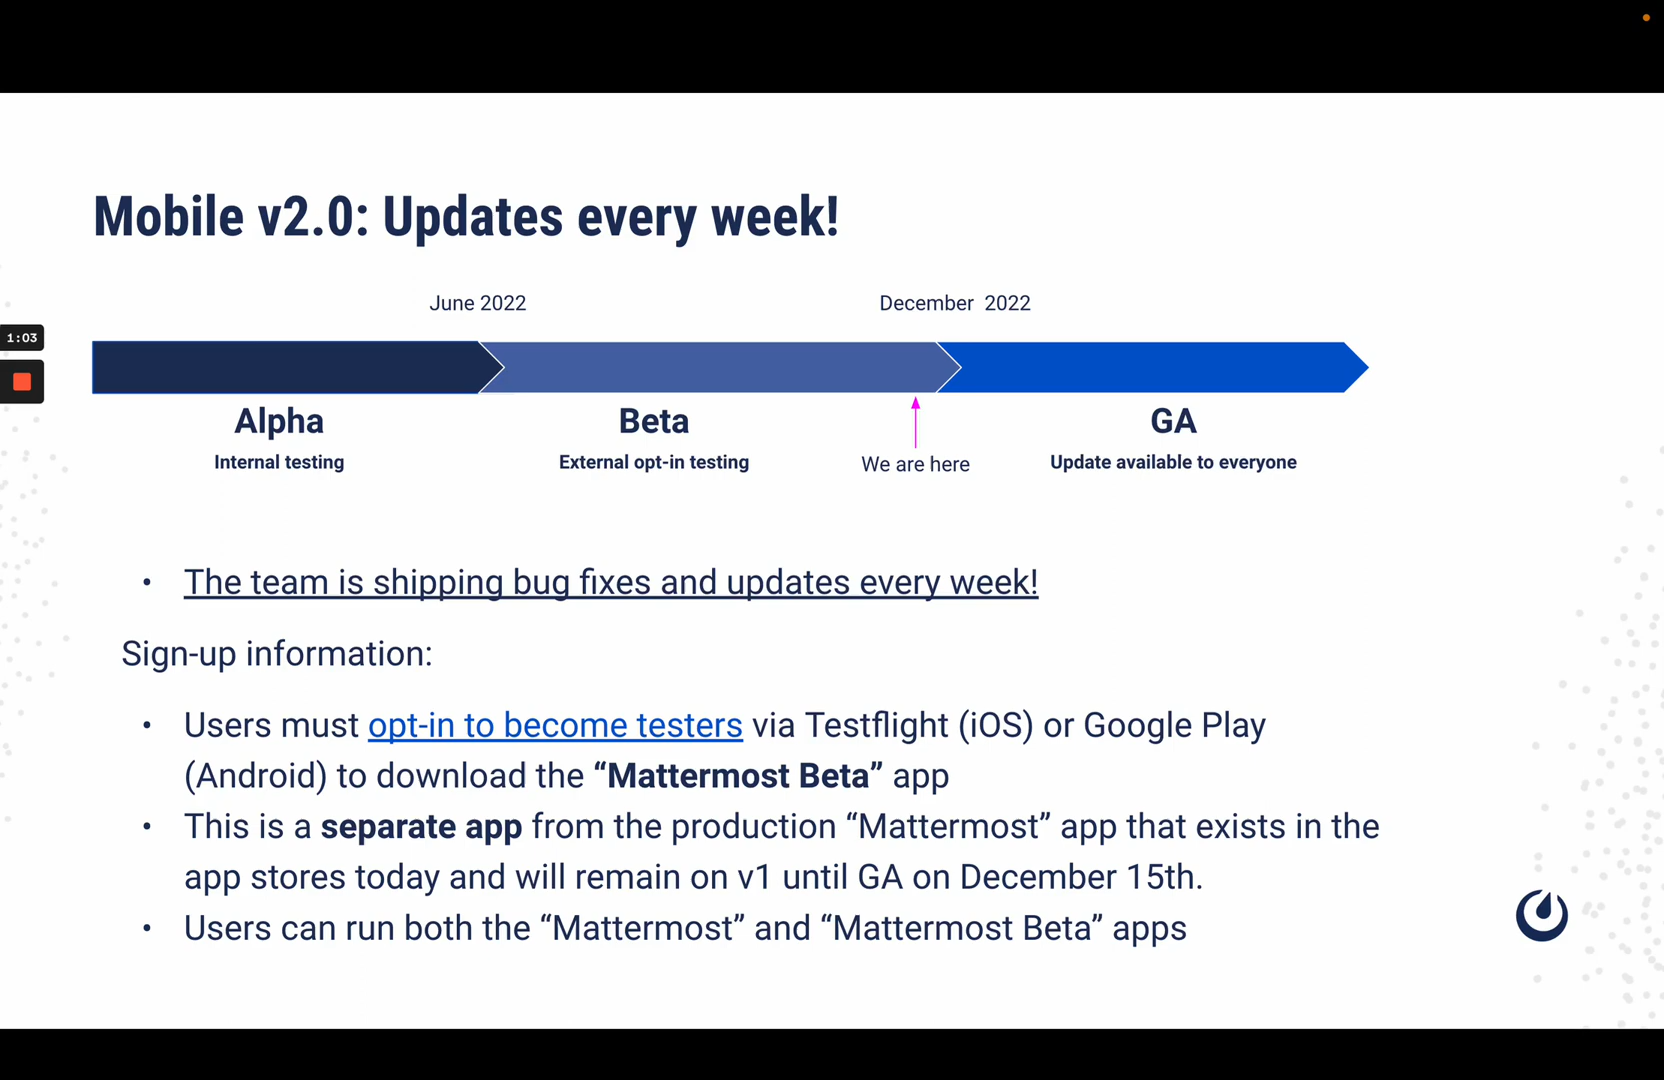 Mobile v2.0: Updates every week!
June 2022
December 2022
1:03
Alpha
Beta
GA
Internal testing
External opt-in testing
We are here
Update available to everyone
• The team is shipping bug fixes and updates every week!
Sign-up information:
• Users must opt-in to become testers via Testflight (iOS) or Google Play
(Android) to download the “Mattermost Beta” app
• This is a separate app from the production “Mattermost” app that exists in the
app stores today and will remain on v1 until GA on December 15th.
• Users can run both the “Mattermost” and “Mattermost Beta” apps